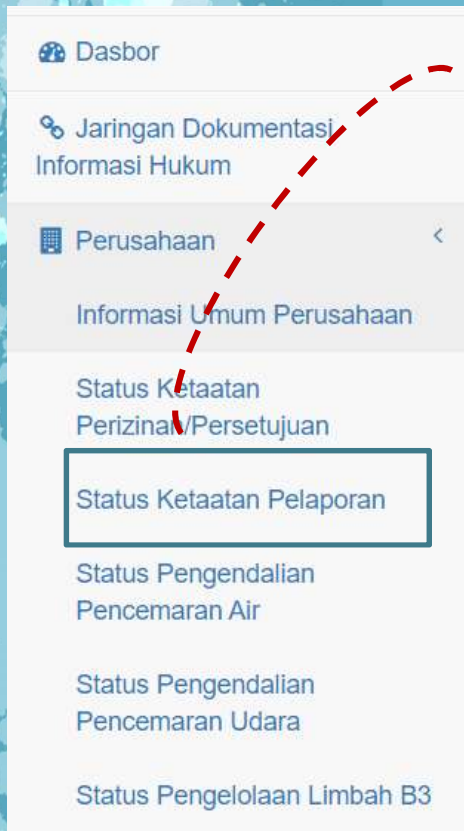 Dasbor
Jaringan Dokumentasi
Informasi Hukum
Perusahaan
Informasi Umum Perusahaan
Status Ketaatan
Perizinan/Persetujuan
Status Ketaatan Pelaporan
Status Pengendalian
Pencemaran Air
Status Pengendalian
Pencemaran Udara
Status Pengelolaan Limbah B3